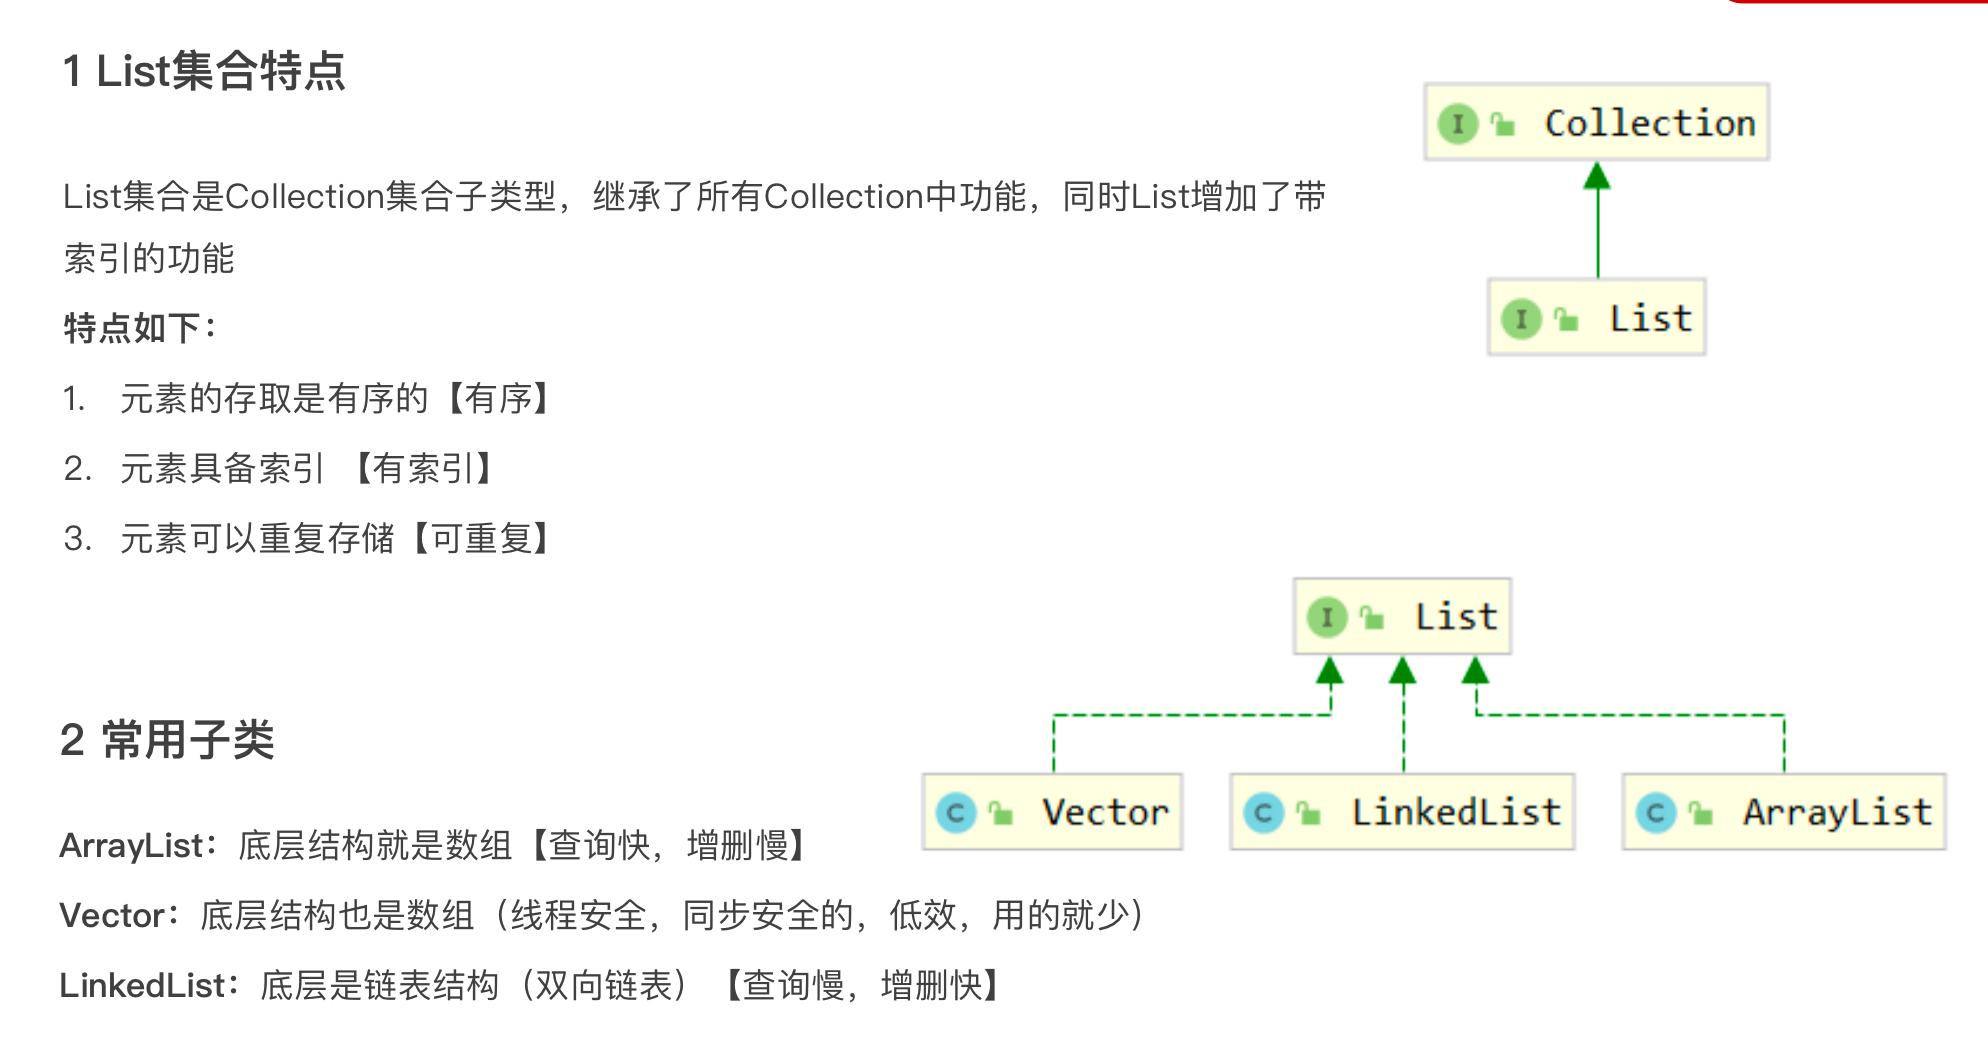 1 List集合特点
List集合是Collection集合子类型，继承了所有Collection中功能，同时List增加了带
索引的功能
特点如下：
1. 元素的存取是有序的【有序】
2. 元素具备索引 【有索引】
3. 元素可以重复存储【可重复】
I Collection
I List
2 常用子类
ArrayList：底层结构就是数组【查询快，增删慢】
Vector：底层结构也是数组（线程安全，同步安全的，低效，用的就少）
LinkedList：底层是链表结构（双向链表）【查询慢，增删快】
I List
C Vector
C LinkedList
C ArrayList